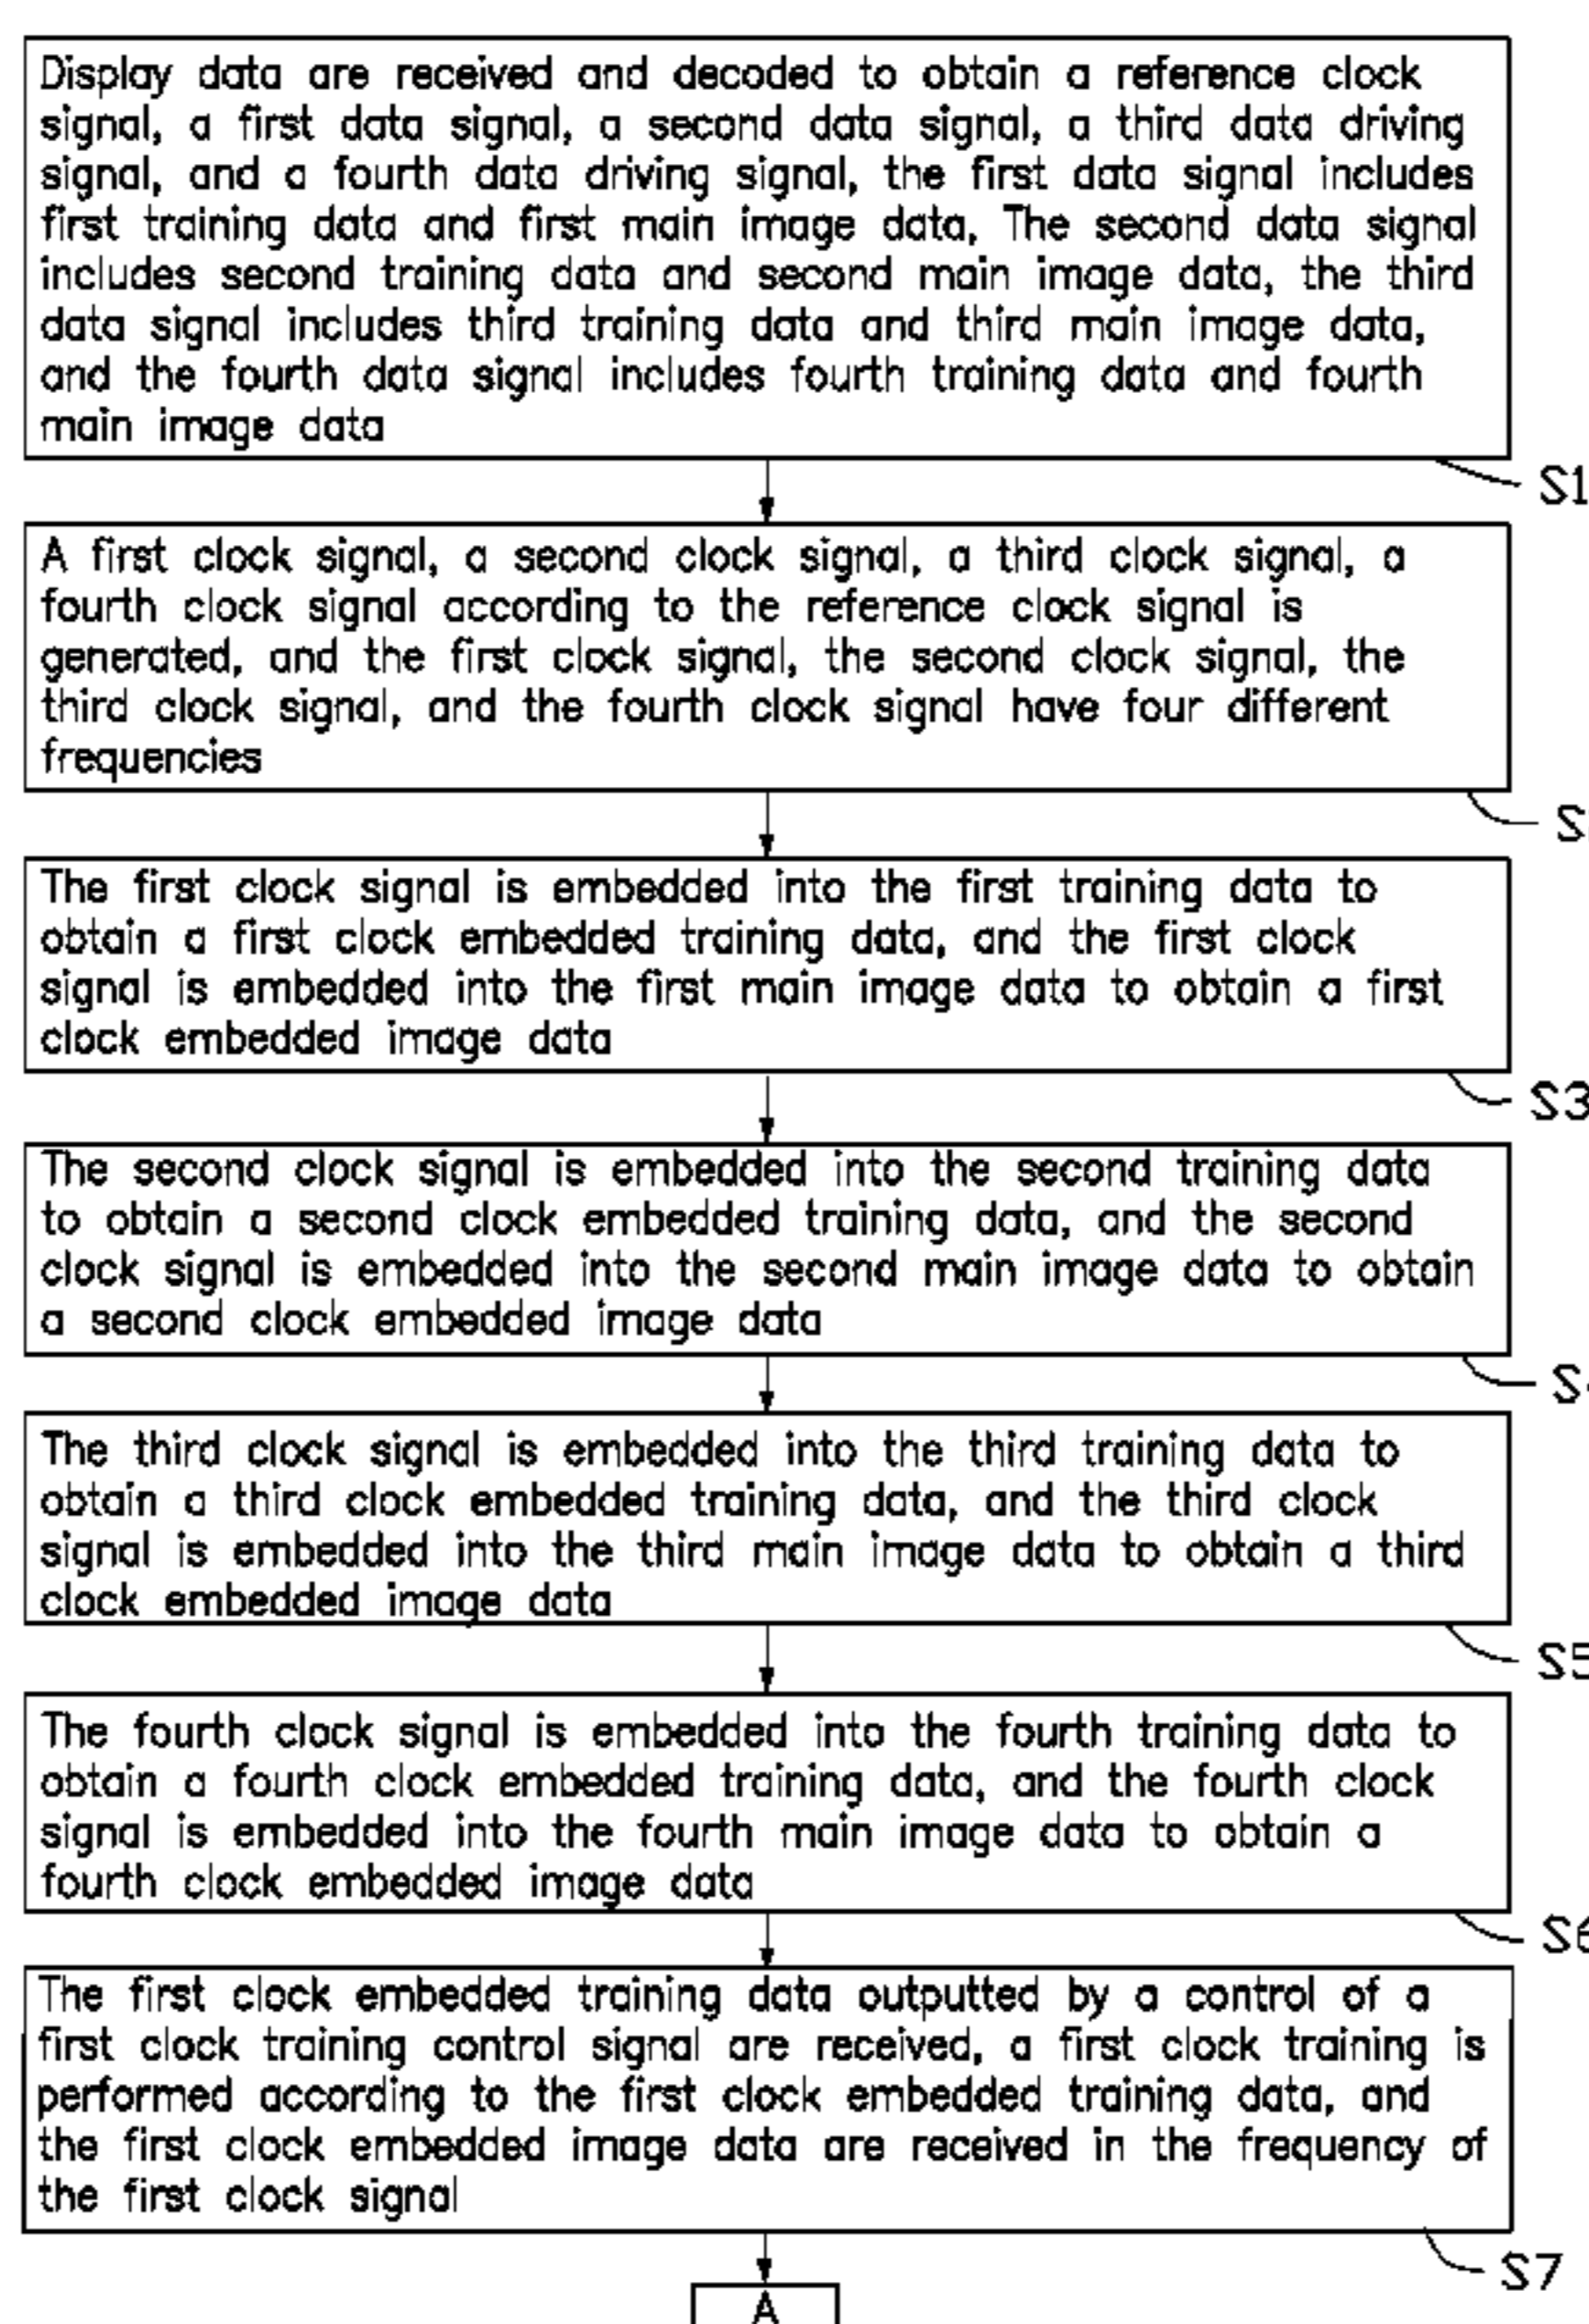 Display data are received and decoded to obtain a reference clock
signal, a first data signal, a second data signal, a third data driving
signal, and a fourth data driving signal, the first data signal includes
first training data and first main image data. The second data signal
includes second training data and second main image data, the third
data signal includes third training data and third main image data,
and the fourth data signal includes fourth training data and fourth
main image data
S1
A first clock signal, a second clock signal, a third clock signal, a
fourth clock signal according to the reference clock signal is
generated, and the first clock signal, the second clock signal, the
third clock signal, and the fourth clock signal have four different
frequencies
The first clock signal is embedded into the first training data to
obtain a first clock embedded training data, and the first clock
signal is embedded into the first main image data to obtain a first
clock embedded image data
S3
The second clock signal is embedded into the second training data
to obtain a second clock embedded training data, and the second
clock signal is embedded into the second main image data to obtain
a second clock embedded image data
The third clock signal is embedded into the third training data to
obtain a third clock embedded training data, and the third clock
signal is embedded into the third main image data to obtain a third
clock embedded image data
S5
The fourth clock signal is embedded into the fourth training data to
obtain a fourth clock embedded training data, and the fourth clock
signal is embedded into the fourth main image data to obtain a
fourth clock embedded image data
S6
The first clock embedded training data outputted by a control of a
first clock training control signal are received, a first clock training is
performed according to the first clock embedded training data, and
the first clock embedded image data are received in the frequency of
the first clock signal
S7
A